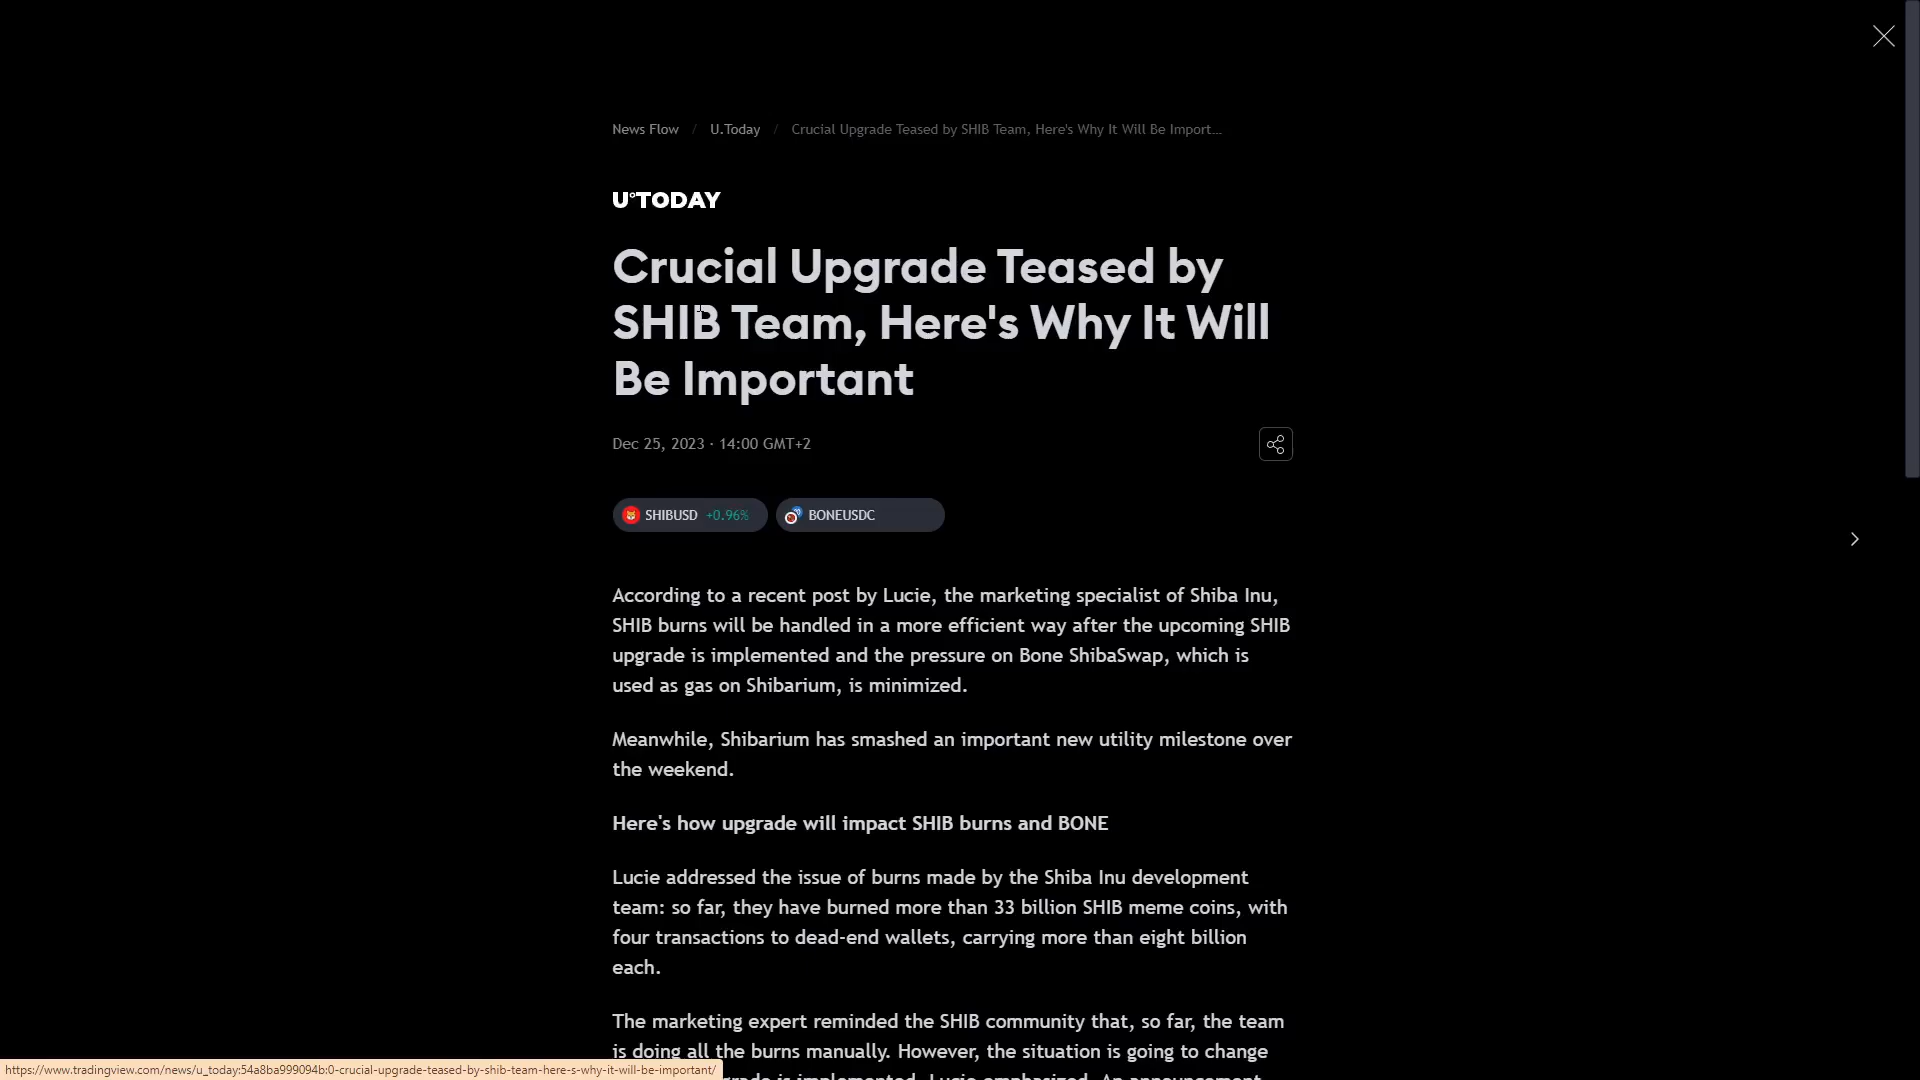 News Flow / U.Today / Crucial Upgrade Teased by SHIB Team, Here's Why It Will Be Import...
U°TODAY
Crucial Upgrade Teased by
SHIB Team, Here's Why It Will
Be Important
Dec 25, 2023 · 14:00 GMT+2
SHIBUSD +0.96% BONEUSDC
According to a recent post by Lucie, the marketing specialist of Shiba Inu,
SHIB burns will be handled in a more efficient way after the upcoming SHIB
upgrade is implemented and the pressure on Bone ShibaSwap, which is
used as gas on Shibarium, is minimized.
Meanwhile, Shibarium has smashed an important new utility milestone over
the weekend.
Here's how upgrade will impact SHIB burns and BONE
Lucie addressed the issue of burns made by the Shiba Inu development
team: so far, they have burned more than 33 billion SHIB meme coins, with
four transactions to dead-end wallets, carrying more than eight billion
each.
The marketing expert reminded the SHIB community that, so far, the team
is doing all the burns manually. However, the situation is going to change
https://www.tradingview.com/news/u_today:54a8ba999094b:0-crucial-upgrade-teased-by-shib-team-here-s-why-it-will-be-important/